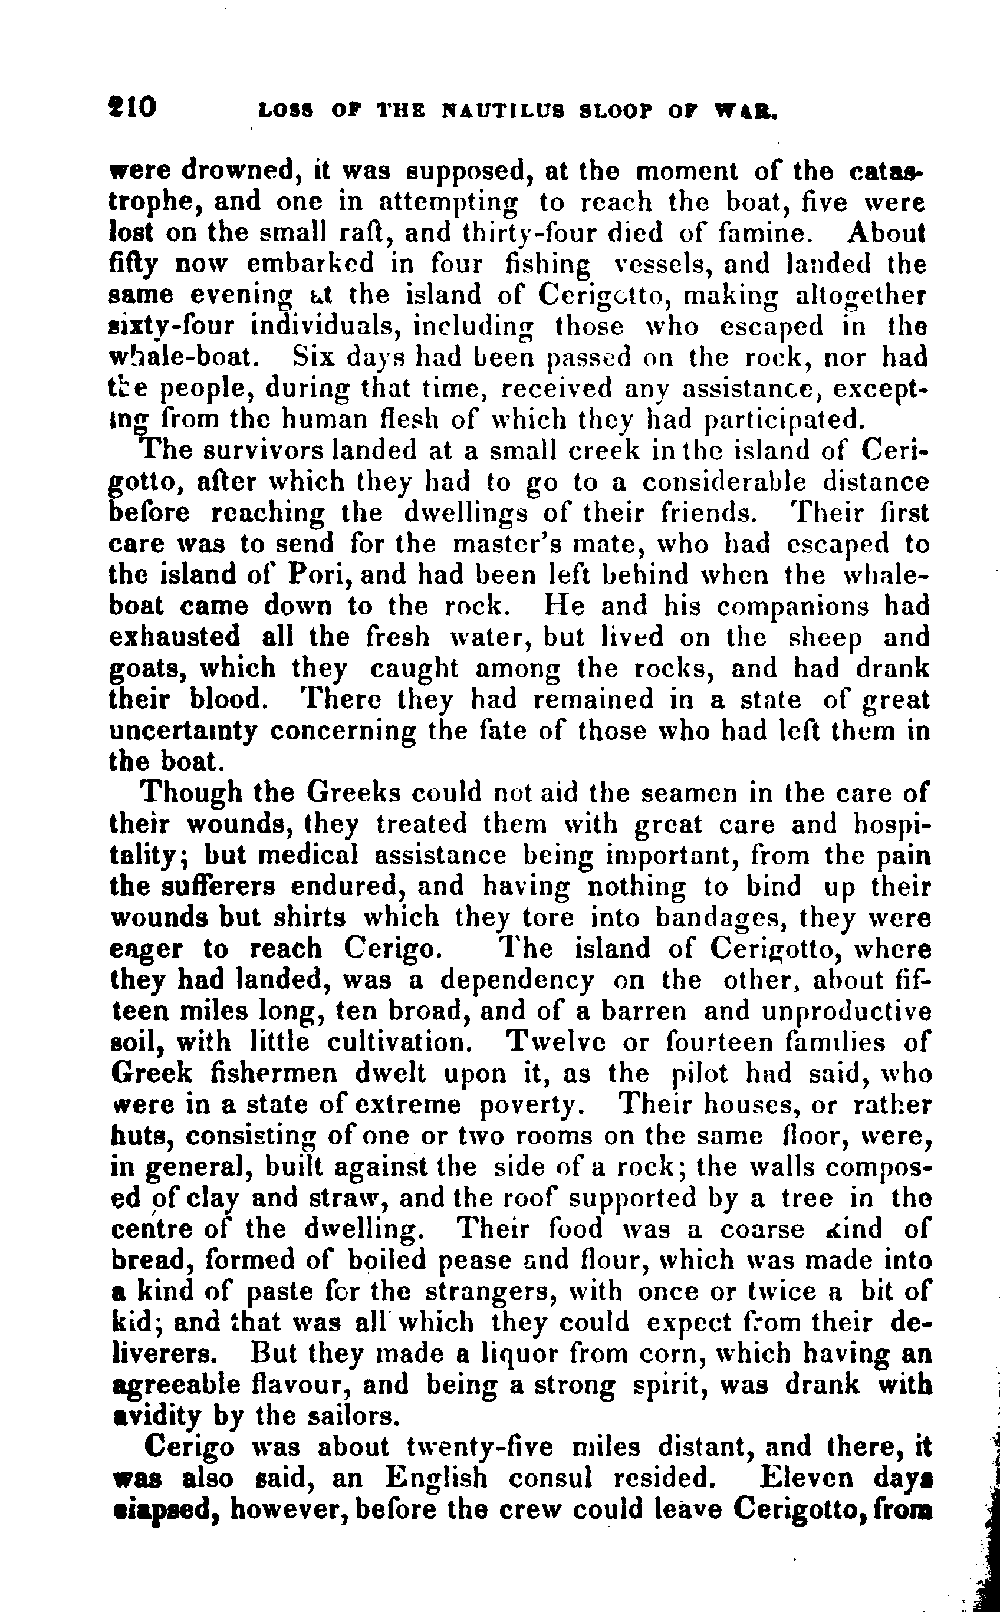 210 LOSS OF THE NAUTILUS SLOOP OF WAR.
were drowned, it was supposed, at the moment of the catas-
trophe, and one in attempting to reach the boat, five were
lost on the small raft, and thirty-four died of famine. About
fifty now embarked in four fishing vessels, and landed the
same evening at the island of Cerigotto, making altogether
sixty-four individuals, including those who escaped in the
whale-boat. Six days had been passed on the rock, nor had
the people, during that time, received any assistance, except-
ing from the human flesh of which they had participated.
The survivors landed at a small creek in the island of Ceri-
gotto, after which they had to go to a considerable distance
before reaching the dwellings of their friends. Their first
care was to send for the master's mate, who had escaped to
the island of Pori, and had been left behind when the whale-
boat came down to the rock. He and his companions had
exhausted all the fresh water, but lived on the sheep and
goats, which they caught among the rocks, and had drank
their blood. There they had remained in a state of great
uncertainty concerning the fate of those who had left them in
the boat.
Though the Greeks could not aid the seamen in the care of
their wounds, they treated them with great care and hospi-
tality; but medical assistance being important, from the pain
the sufferers endured, and having nothing to bind up their
wounds but shirts which they tore into bandages, they were
eager to reach Cerigo. The island of Cerigotto, where
they had landed, was a dependency on the other, about fif-
teen miles long, ten broad, and of a barren and unproductive
soil, with little cultivation. Twelve or fourteen families of
Greek fishermen dwelt upon it, as the pilot had said, who
were in a state of extreme poverty. Their houses, or rather
huts, consisting of one or two rooms on the same floor, were,
in general, built against the side of a rock; the walls compos-
ed of clay and straw, and the roof supported by a tree in the
centre of the dwelling. Their food was a coarse kind of
bread, formed of boiled pease and flour, which was made into
a kind of paste for the strangers, with once or twice a bit of
kid; and that was all which they could expect from their de-
liverers. But they made a liquor from corn, which having an
agreeable flavour, and being a strong spirit, was drank with
avidity by the sailors.
Cerigo was about twenty-five miles distant, and there, it
was also said, an English consul resided. Eleven days
elapsed, however, before the crew could leave Cerigotto, from